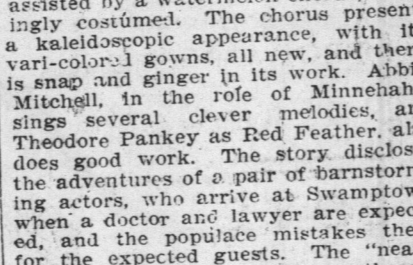 assisted by a watermelon
ingly costumed. The chorus presen
a kaleidoscopic appearance, with it
vari-colored gowns, all new, and ther
is snap and ginger in its work. Abbi
Mitchell, in the role of Minnehah
sings several clever melodies, an
Theodore Pankey as Red Feather, al
does good work. The story disclos
the adventures of a pair of barnstorm
ing actors, who arrive at Swamptow
when a doctor and lawyer are expec
ed, and the populace mistakes the
for the expected guests. The "nea